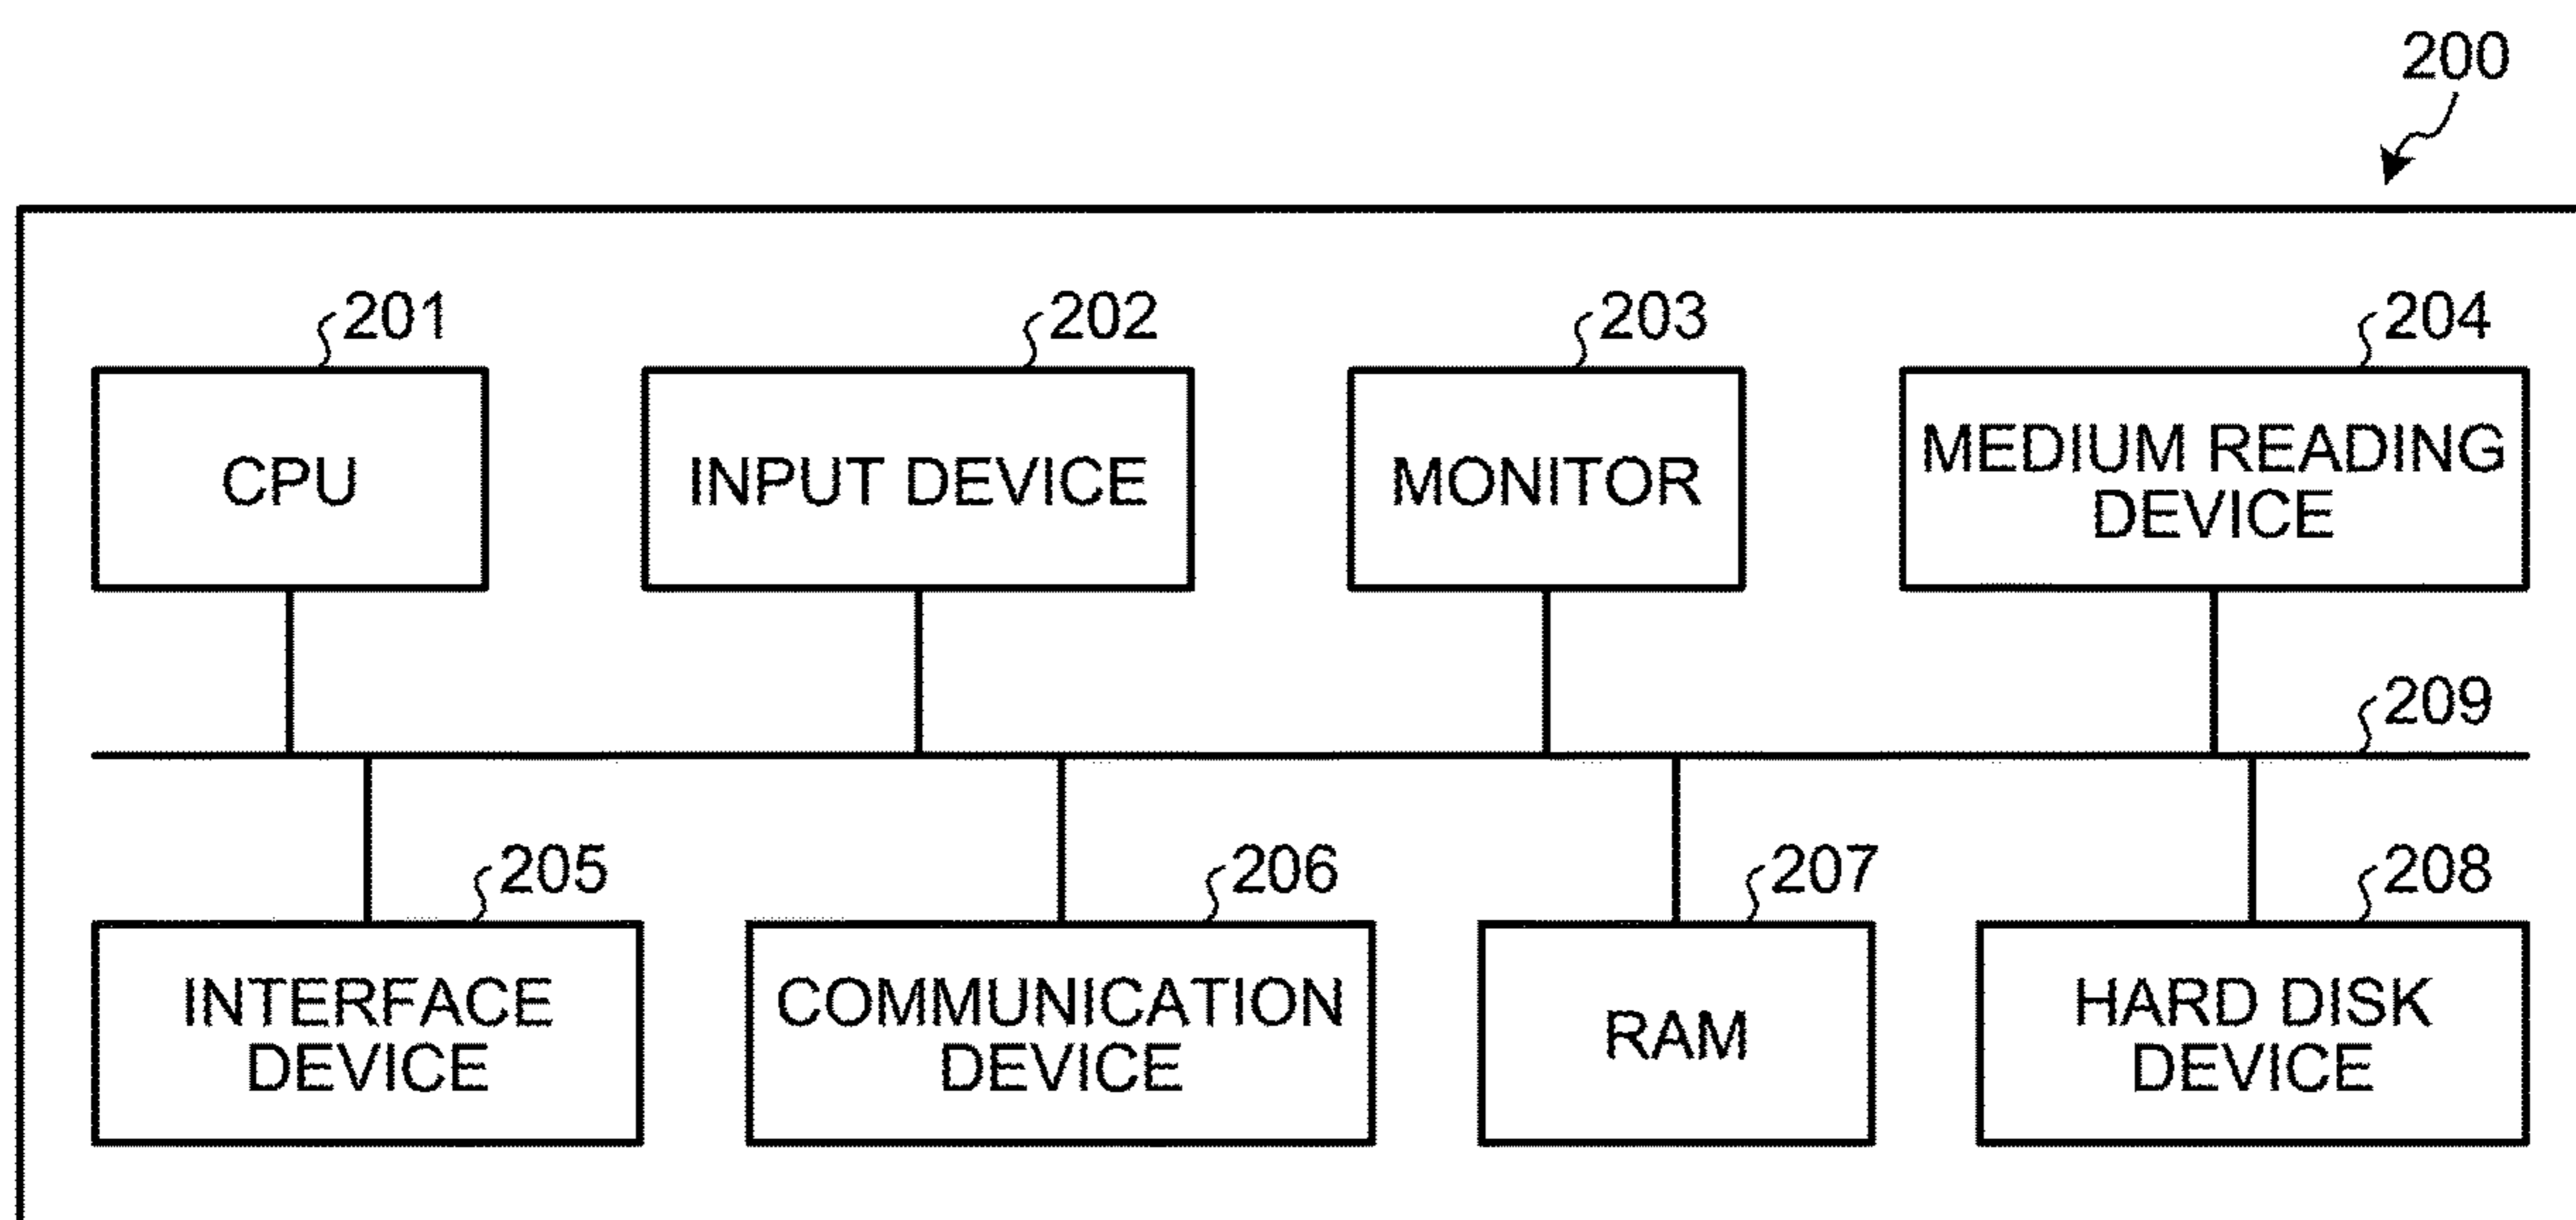 200
201
202
203
204
CPU
INPUT DEVICE
MONITOR
MEDIUM READING
DEVICE
209
205
206
207
208
INTERFACE
DEVICE
COMMUNICATION
DEVICE
RAM
HARD DISK
DEVICE